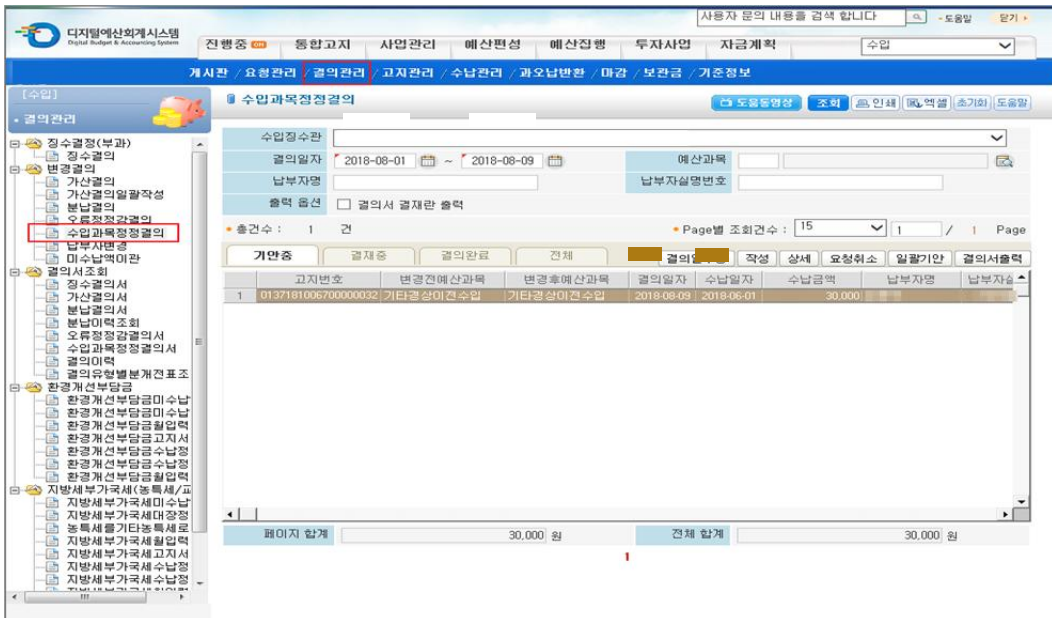 사용자 문의 내용을 검색 합니다 도움말 닫기
디지털예산회계시스템
Digital Budget & Accounting System
진행중 ON 통합고지 사업관리 예산편성 예산집행 투자사업 자금계획 수입
게시판 / 요청관리 / 결의관리 / 고지관리 / 수납관리 / 과오납반환 / 마감 / 보관금 / 기준정보
[수입]
결의관리
징수결정(부과)
징수결의
변경결의
가산결의
가산결의일괄작성
분납결의
오류정정감결의
수입과목정정결의
납부자변경
미수납액이관
결의서조회
징수결의서
가산결의서
분납결의서
분납이력조회
오류정정감결의서
수입과목정정결의서
결의이력
결의유형별분개전표조
환경개선부담금
환경개선부담금미수납
환경개선부담금미수납
환경개선부담금월입력
환경개선부담금고지서
환경개선부담금수납정
환경개선부담금수납정
환경개선부담금월입력
지방세부가국세(농특세/교
지방세부가국세미수납
지방세부가국세대장정
농특세를기타농특세로
지방세부가국세월입력
지방세부가국세고지서
지방세부가국세수납정
지방세부가국세수납정
수입과목정정결의 도움동영상 조회 인쇄 엑셀 초기화 도움말
수입징수관
결의일자 2018-08-01 ~ 2018-08-09 예산과목
납부자명 납부자실명번호
출력 옵션 결의서 결재란 출력
총건수 : 1 건 Page별 조회건수 : 15 1 / 1 Page
기안중 결재중 결의완료 전체 작성 상세 요청취소 일괄기안 결의서출력
고지번호 변경전예산과목 변경후예산과목 결의일자 수납일자 수납금액 납부자명 납부자실
1 0137181006700000032 기타경상이전수입 기타경상이전수입 2018-08-09 2018-06-01 30,000
페이지 합계 30,000 원 전체 합계 30,000 원
1